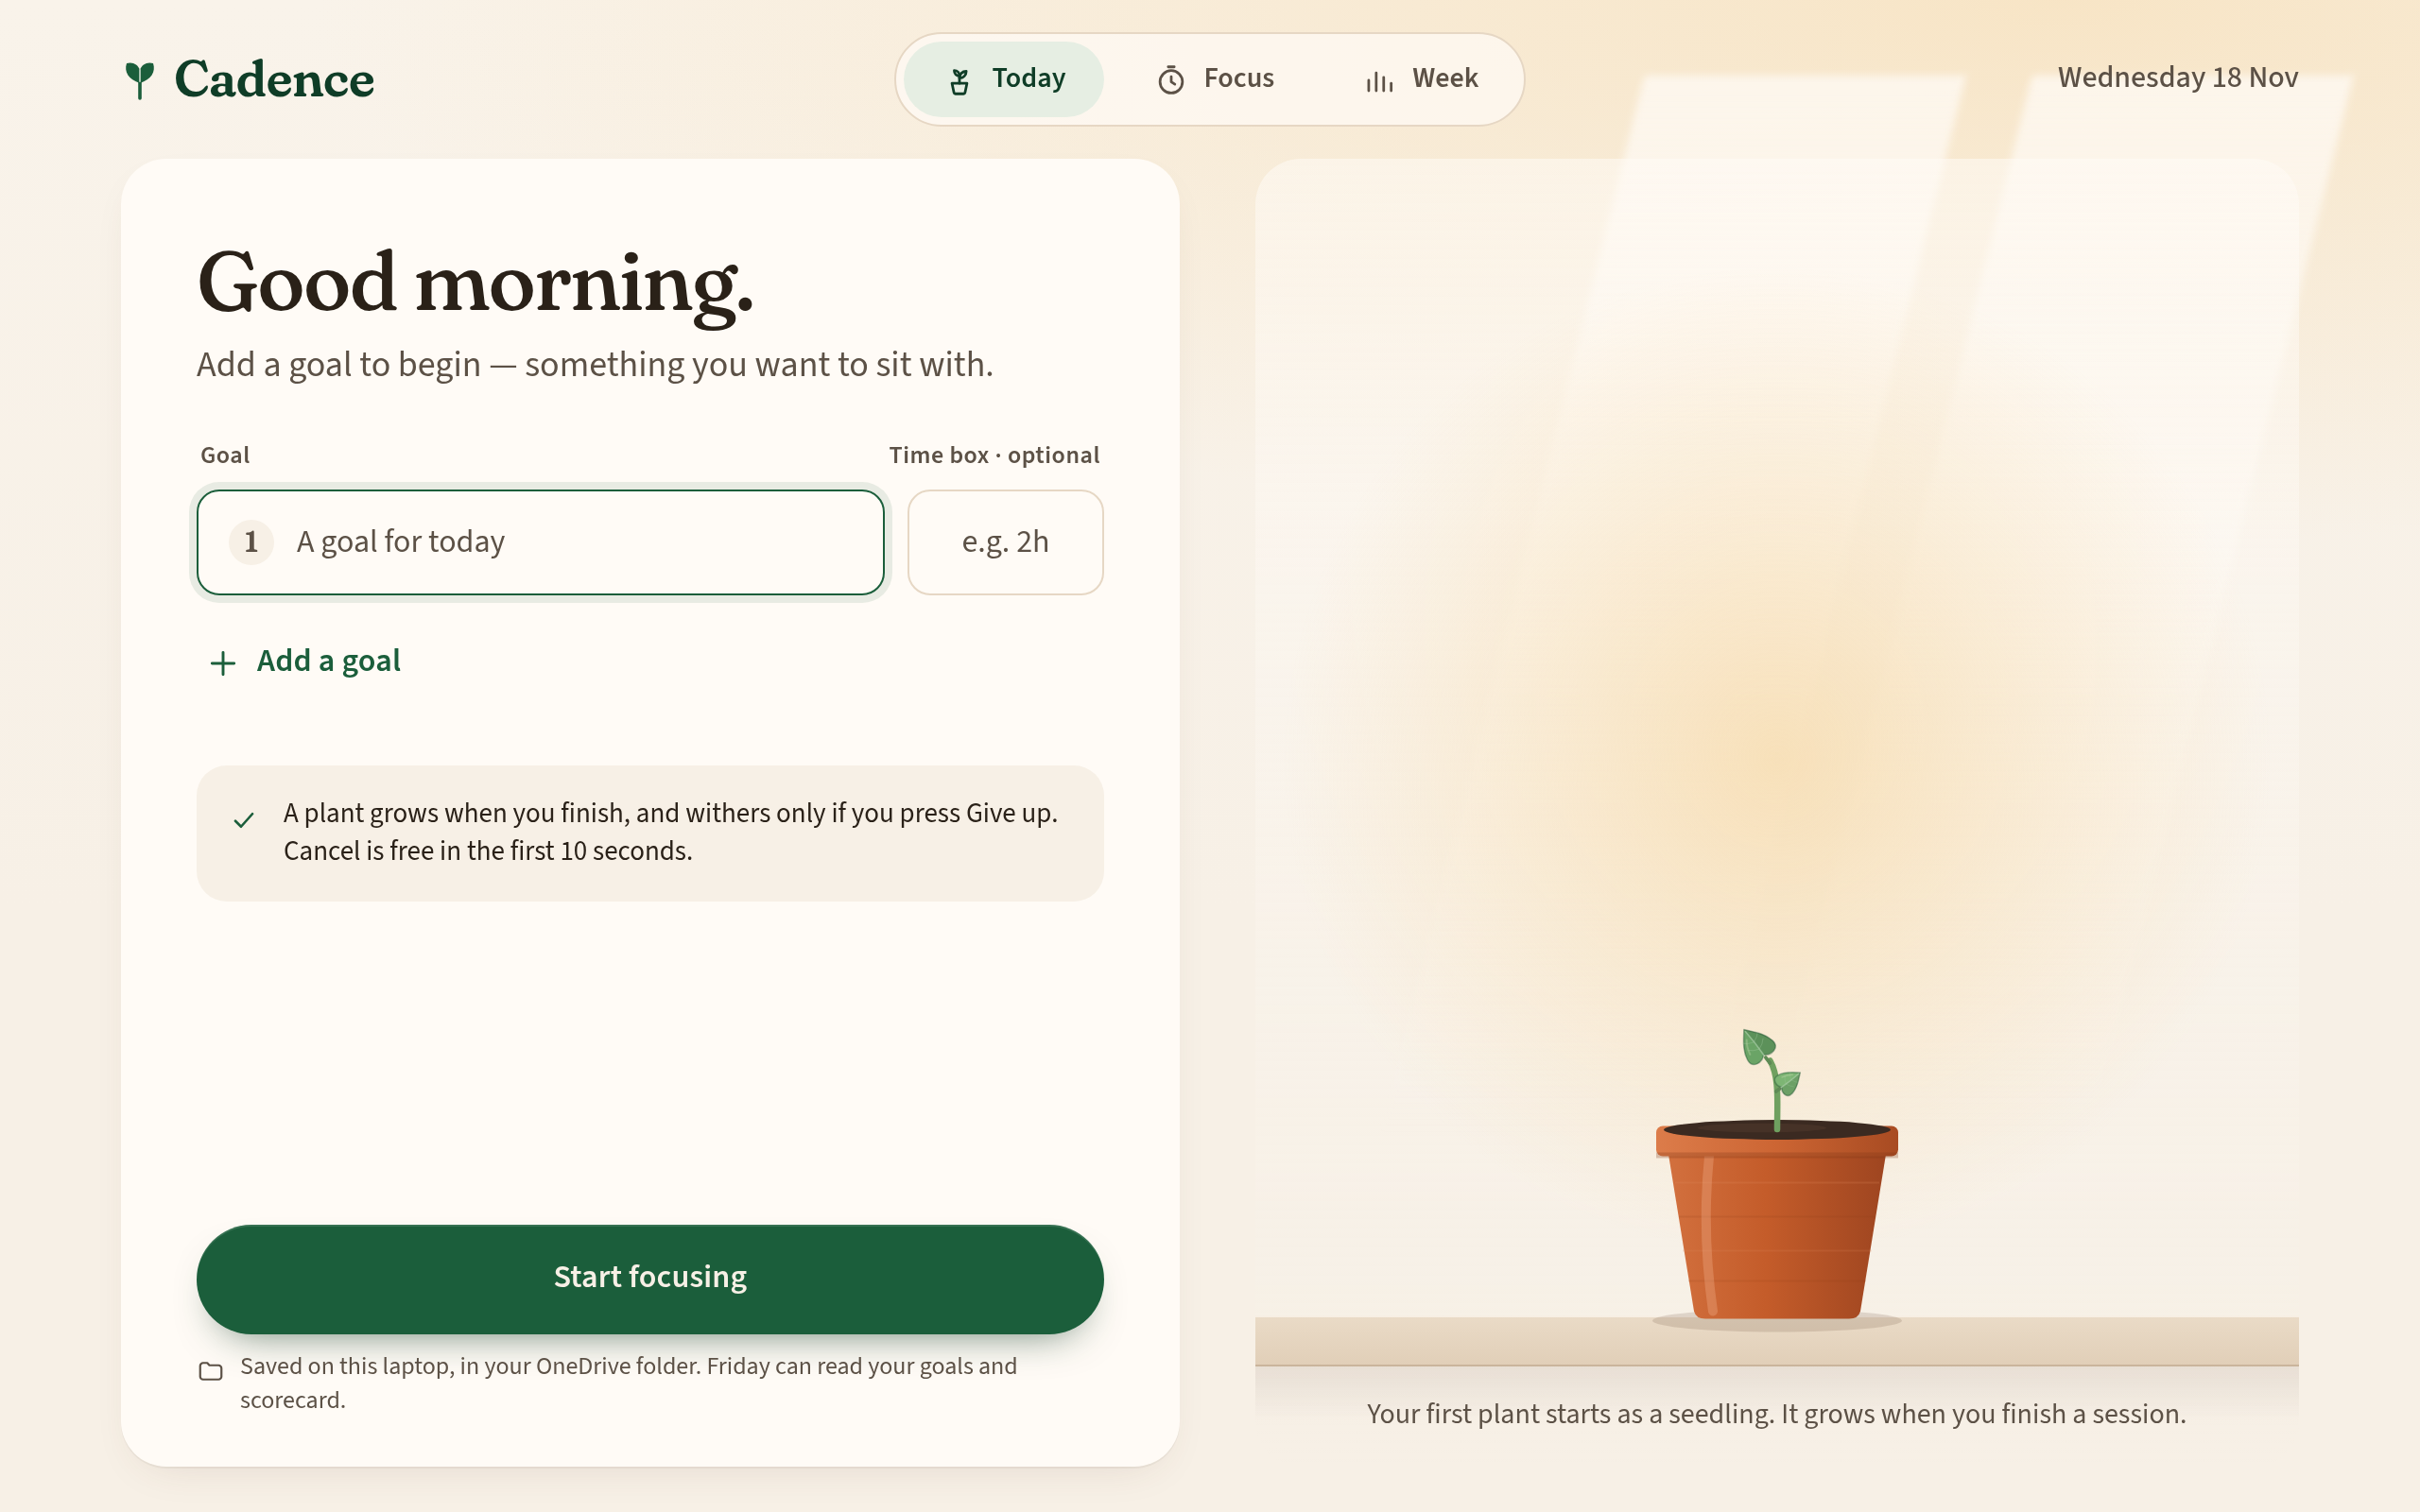 Cadence
Today
Focus
Week
Wednesday 18 Nov
Good morning.
Add a goal to begin — something you want to sit with.
Goal
Time box · optional
1
A goal for today
e.g. 2h
Add a goal
A plant grows when you finish, and withers only if you press Give up.
Cancel is free in the first 10 seconds.
Start focusing
Saved on this laptop, in your OneDrive folder. Friday can read your goals and
scorecard.
Your first plant starts as a seedling. It grows when you finish a session.